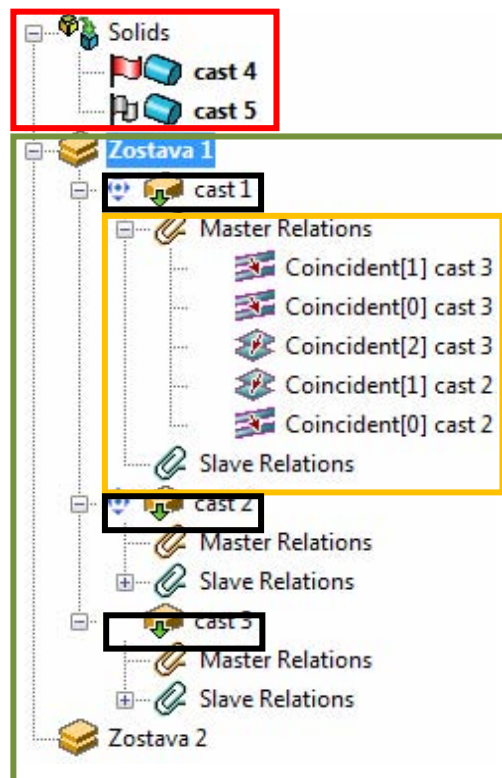 Solids
cast 4
cast 5
Zostava 1
cast 1
Master Relations
Coincident[1] cast 3
Coincident[0] cast 3
Coincident[2] cast 3
Coincident[1] cast 2
Coincident[0] cast 2
Slave Relations
cast 2
Master Relations
Slave Relations
cast 3
Master Relations
Slave Relations
Zostava 2